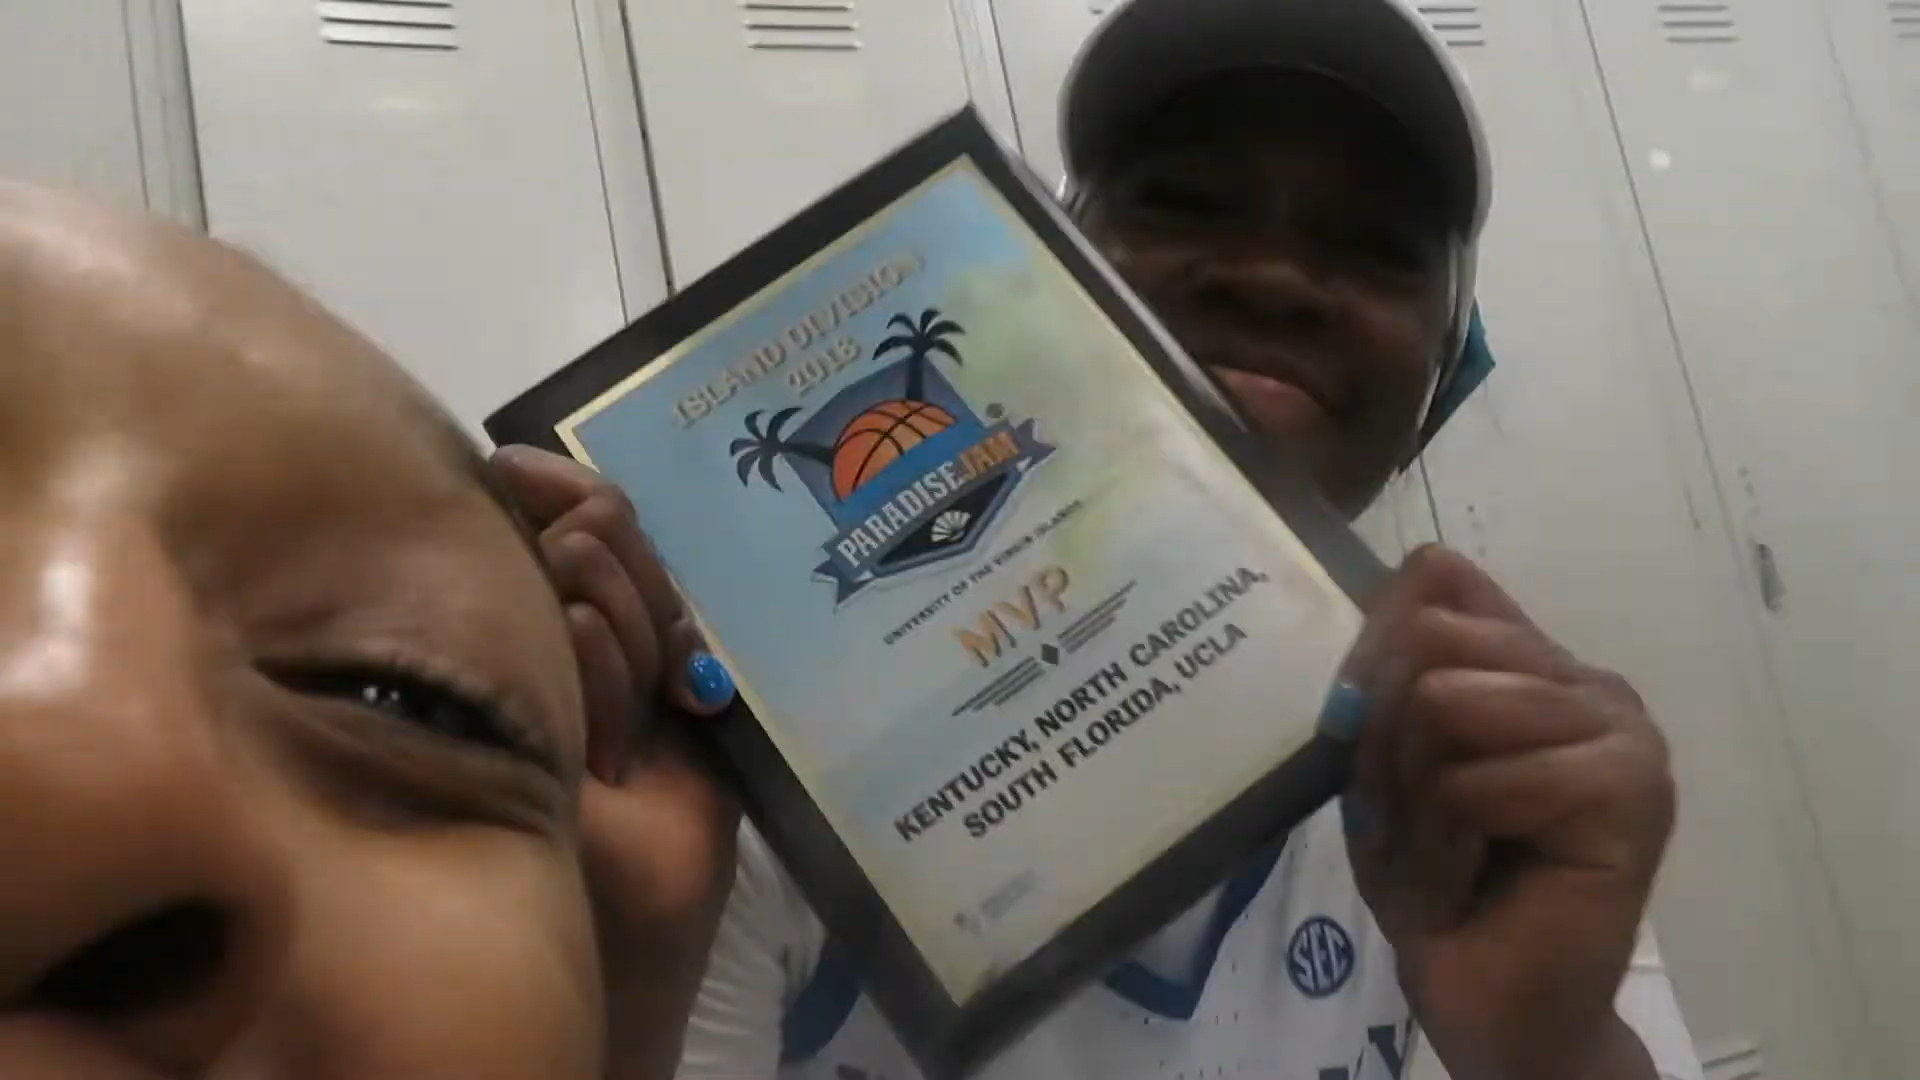 ISLAND DIVISION
2018
PARADISE JAM
UNIVERSITY OF THE VIRGIN ISLANDS
MVP
KENTUCKY, NORTH CAROLINA,
SOUTH FLORIDA, UCLA
SEC